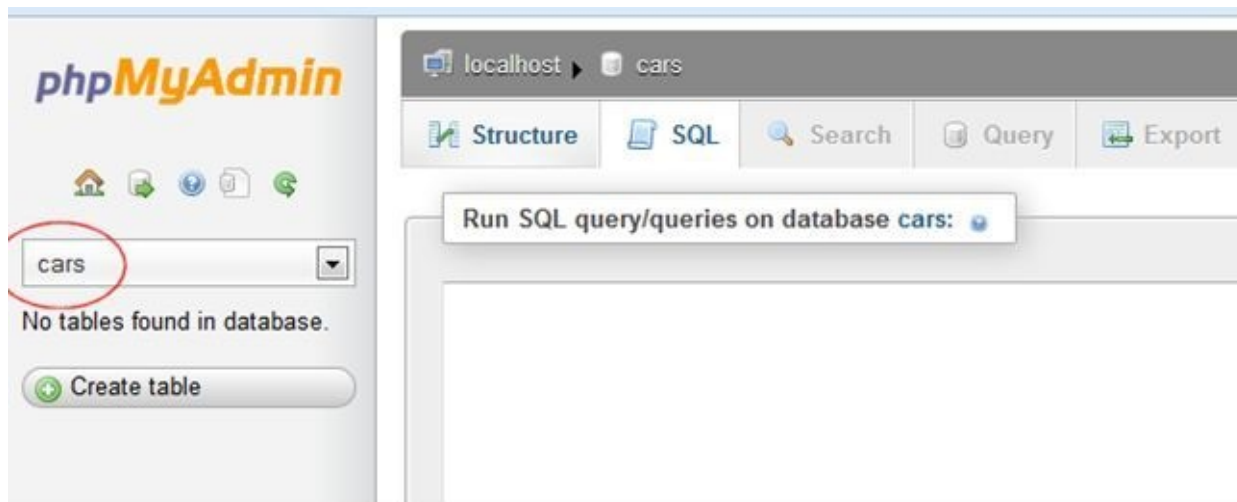 phpMyAdmin
localhost cars
Structure SQL Search Query Export
Run SQL query/queries on database cars:
cars
No tables found in database.
Create table